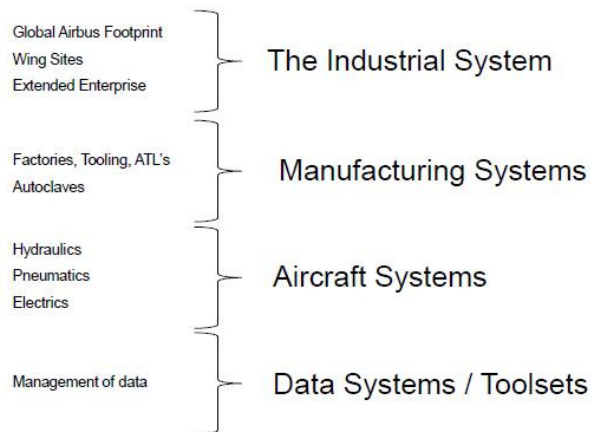 Global Airbus Footprint
Wing Sites
Extended Enterprise
The Industrial System
Factories, Tooling, ATL's
Autoclaves
Manufacturing Systems
Hydraulics
Pneumatics
Electrics
Aircraft Systems
Management of data
Data Systems / Toolsets